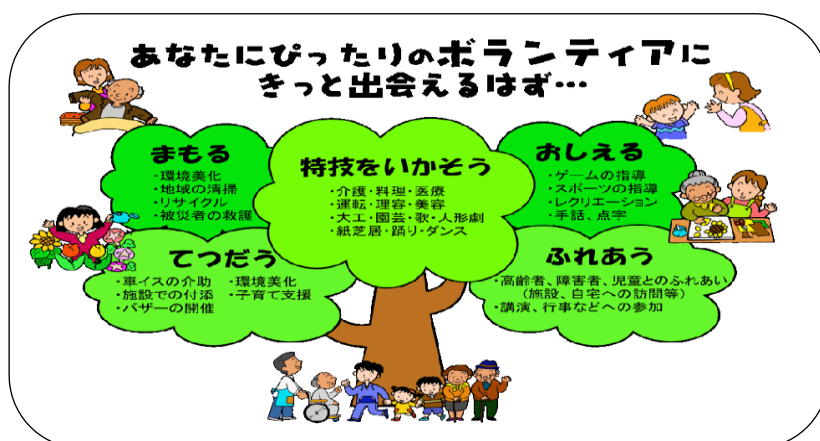 あなたにぴったりのボランティアに
きっと出会えるはず…
まもる
・環境美化
・地域の清掃
・リサイクル
・被災者の救護
特技をいかそう
・介護・料理・医療
・運転・理容・美容
・大工・園芸・歌・人形劇
・紙芝居・踊り・ダンス
おしえる
・ゲームの指導
・スポーツの指導
・レクリエーション
・手話、点字
てつだう
・車イスの介助 ・環境美化
・施設での付添 ・子育て支援
・バザーの開催
ふれあう
・高齢者、障害者、児童とのふれあい
(施設、自宅への訪問等)
・講演、行事などへの参加